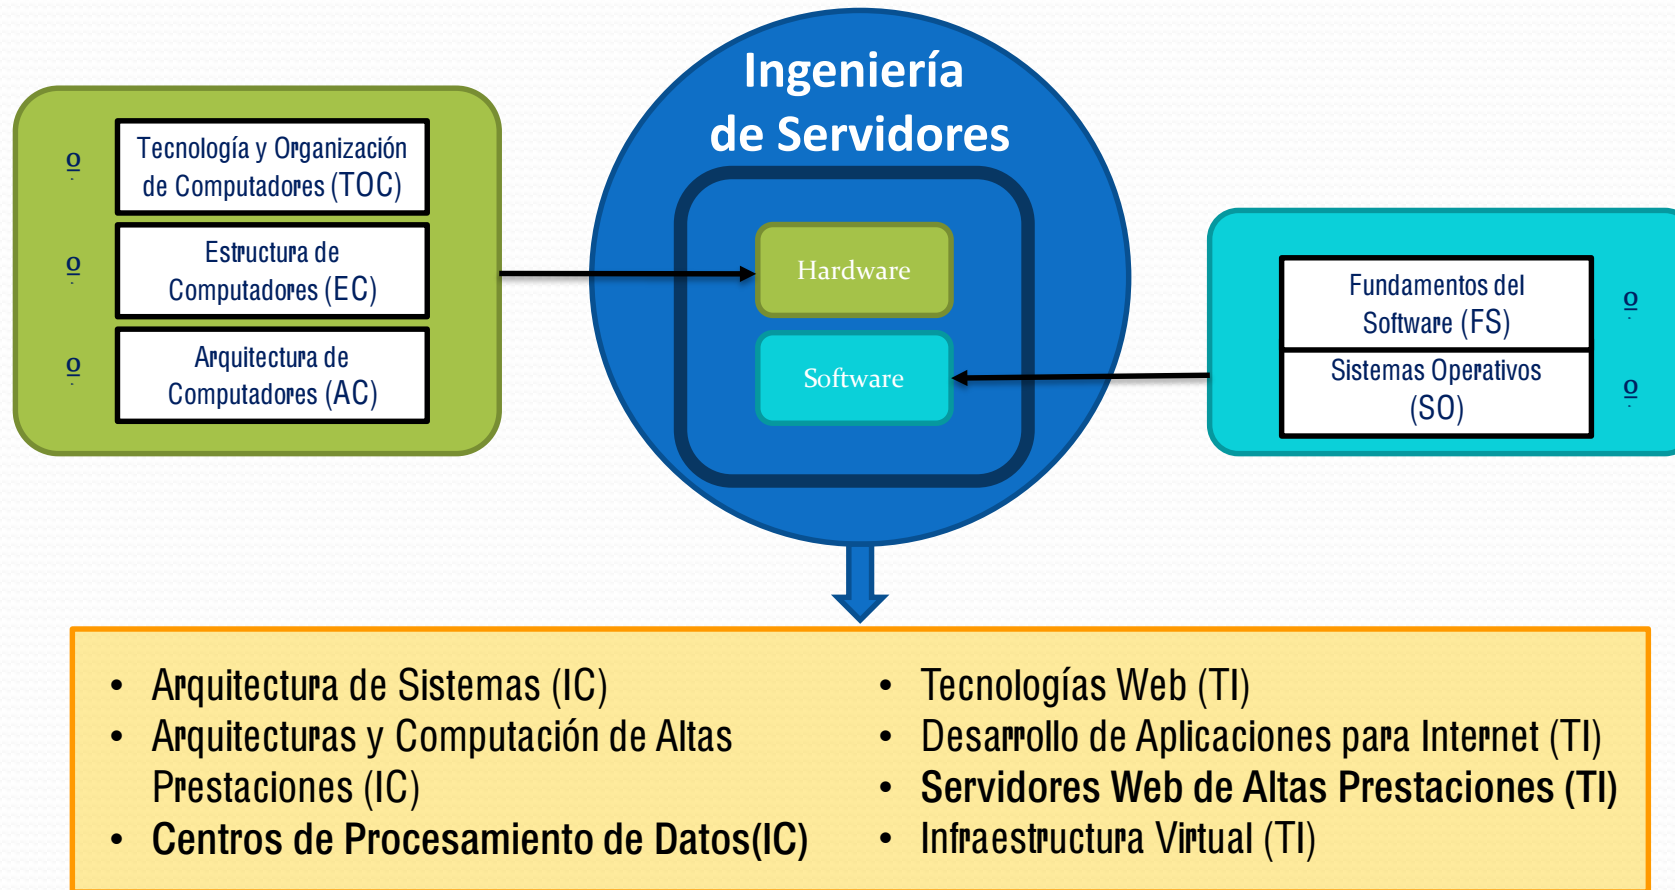 Ingeniería
de Servidores
º
Tecnología y Organización
de Computadores (TOC)
º
Estructura de
Computadores (EC)
º
Arquitectura de
Computadores (AC)
Hardware
Software
Fundamentos del
Software (FS)
º
Sistemas Operativos
(SO)
º
• Arquitectura de Sistemas (IC)
• Arquitecturas y Computación de Altas
Prestaciones (IC)
• Centros de Procesamiento de Datos(IC)
• Tecnologías Web (TI)
• Desarrollo de Aplicaciones para Internet (TI)
• Servidores Web de Altas Prestaciones (TI)
• Infraestructura Virtual (TI)